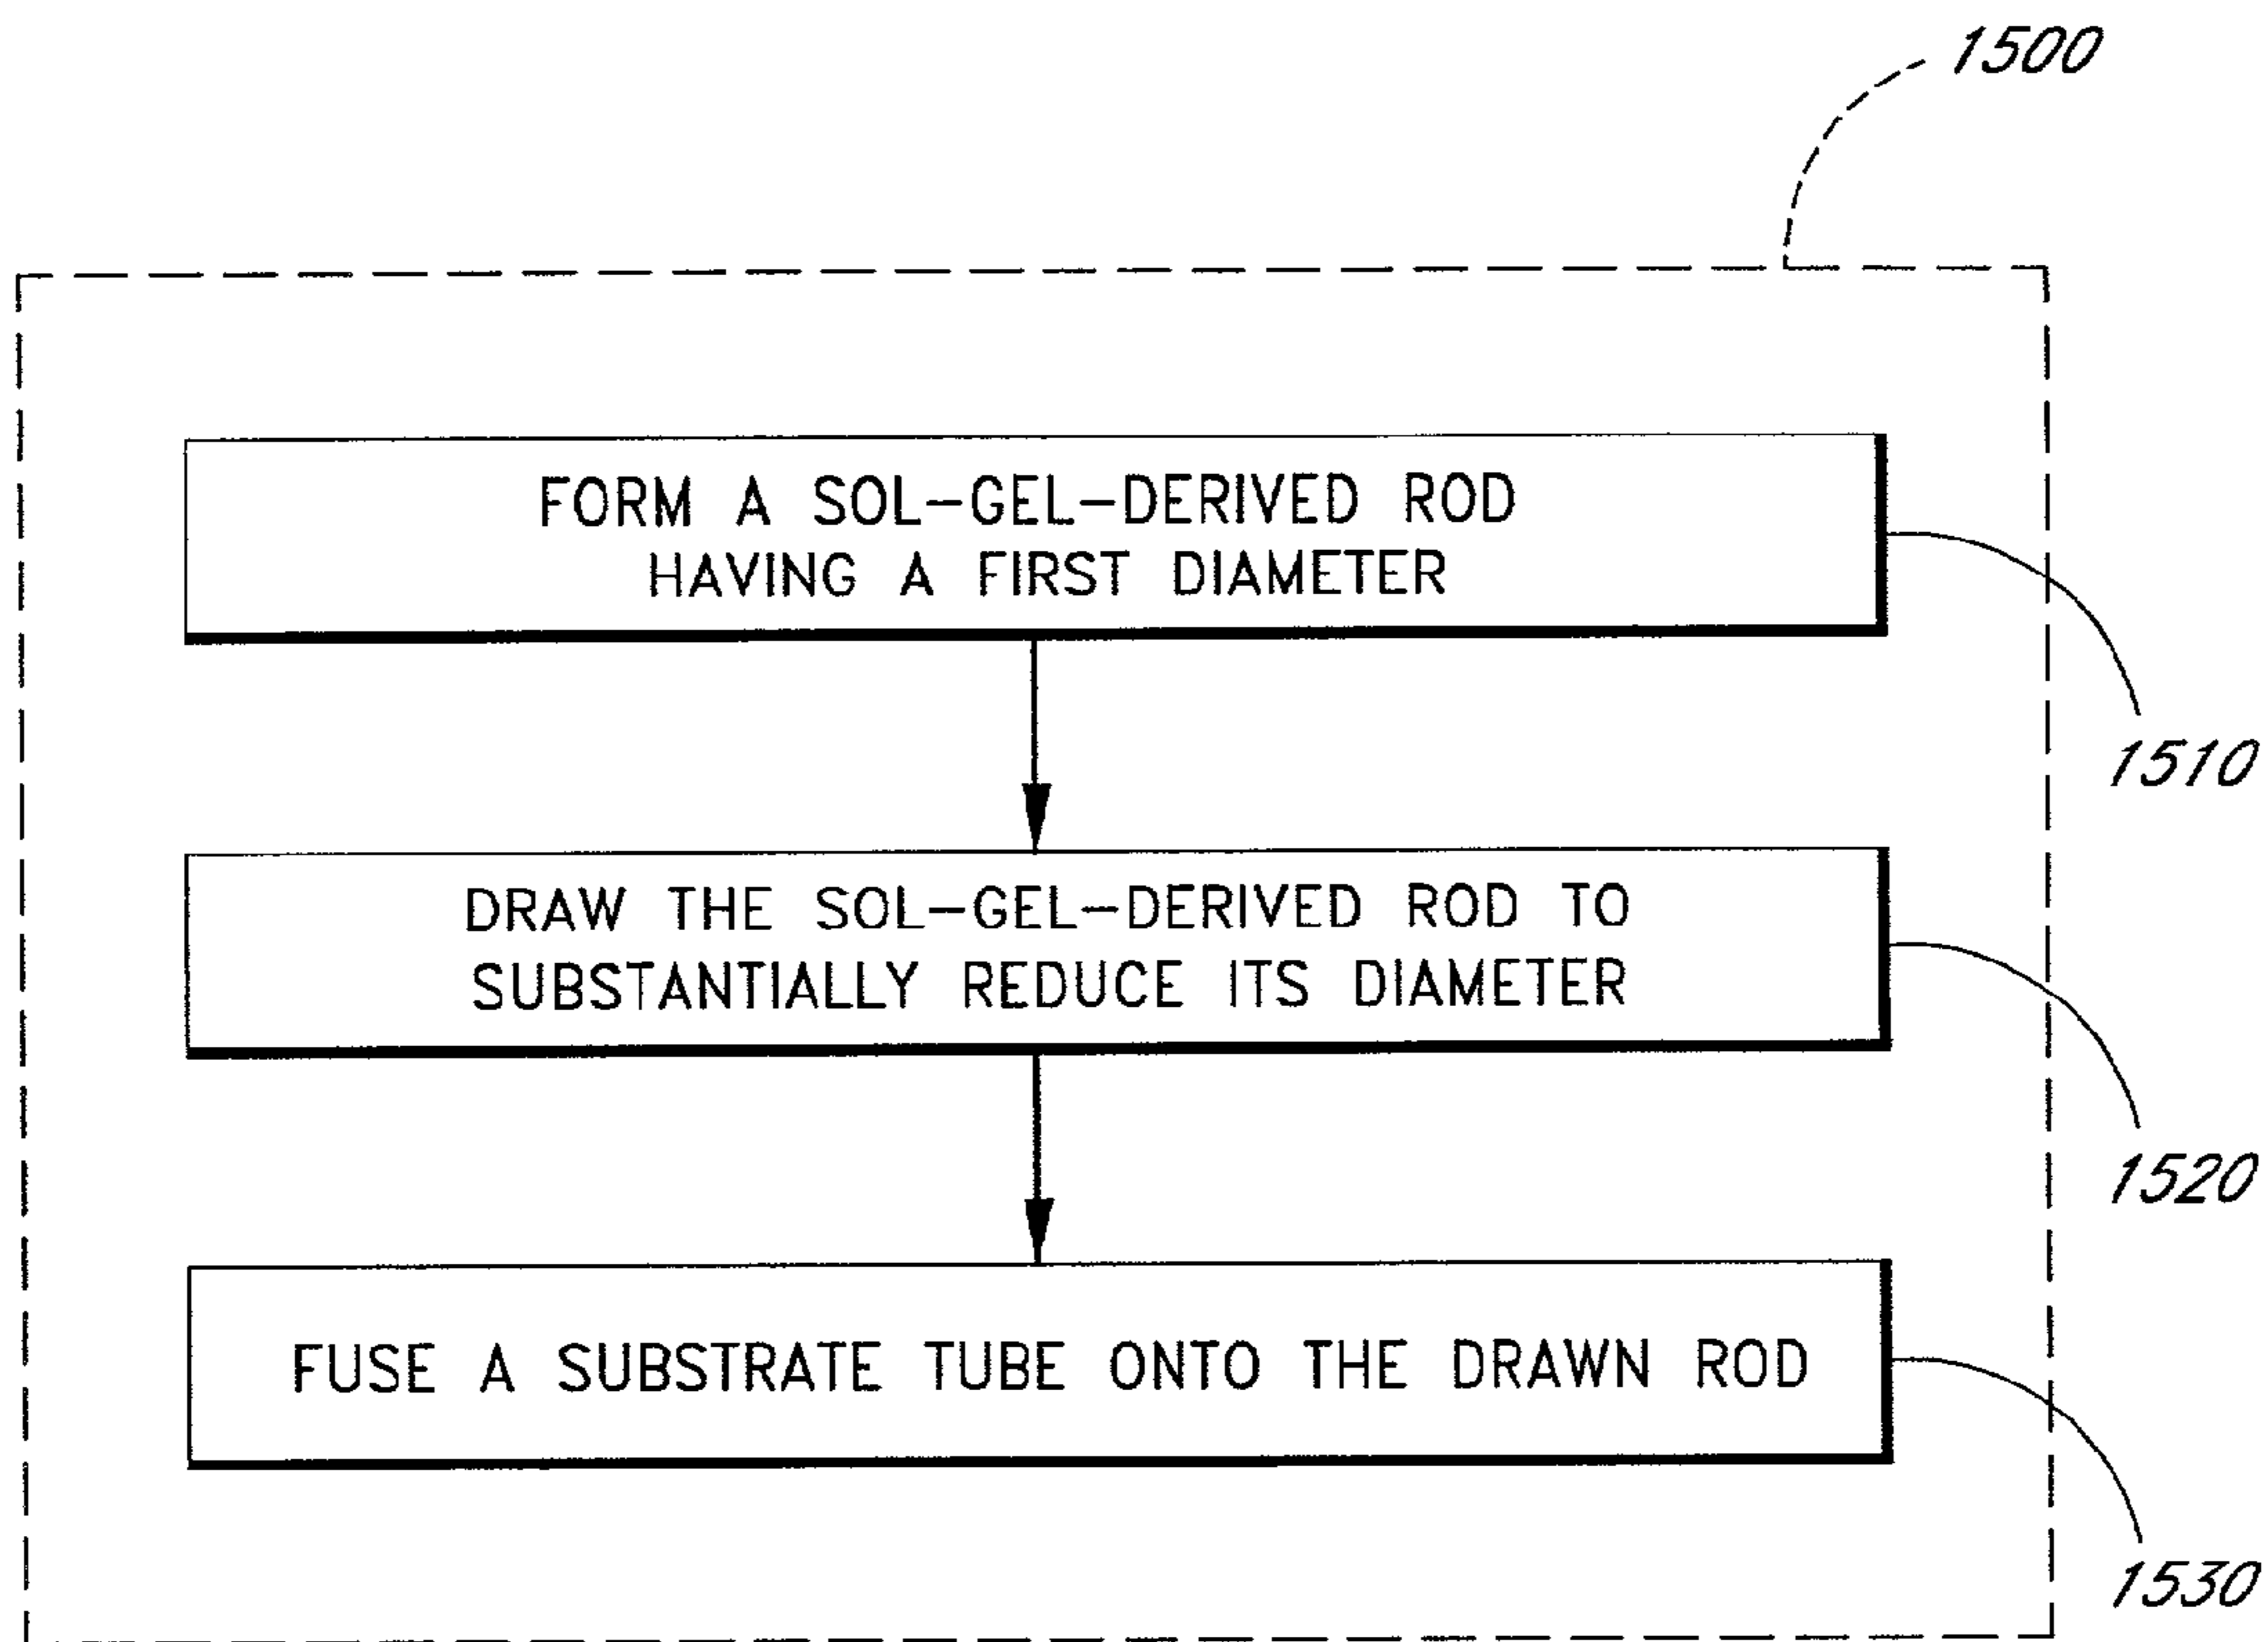 1500
FORM A SOL-GEL-DERIVED ROD
HAVING A FIRST DIAMETER
1510
DRAW THE SOL-GEL-DERIVED ROD TO
SUBSTANTIALLY REDUCE ITS DIAMETER
1520
FUSE A SUBSTRATE TUBE ONTO THE DRAWN ROD
1530